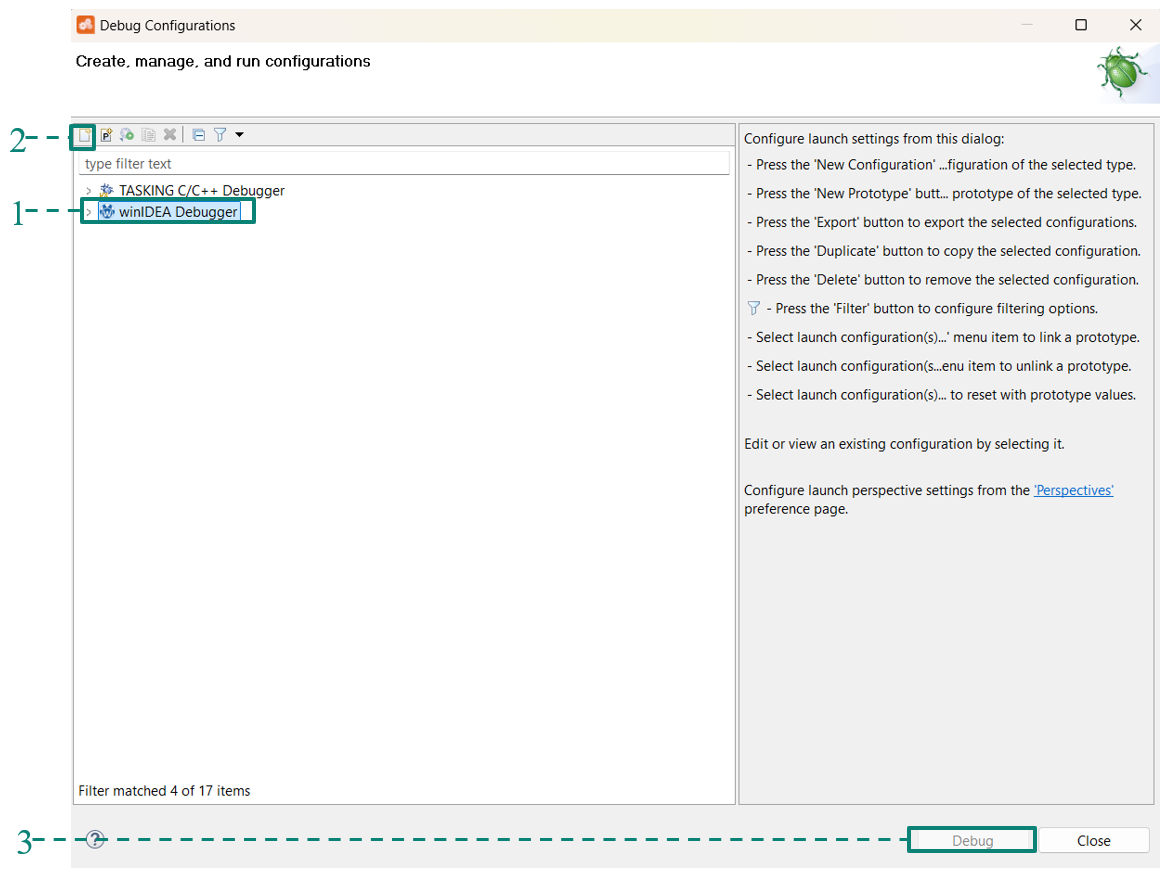 Debug Configurations
Create, manage, and run configurations
2
type filter text
TASKING C/C++ Debugger
1
winIDEA Debugger
Filter matched 4 of 17 items
Configure launch settings from this dialog:
- Press the 'New Configuration' ...figuration of the selected type.
- Press the 'New Prototype' butt... prototype of the selected type.
- Press the 'Export' button to export the selected configurations.
- Press the 'Duplicate' button to copy the selected configuration.
- Press the 'Delete' button to remove the selected configuration.
- Press the 'Filter' button to configure filtering options.
- Select launch configuration(s)...' menu item to link a prototype.
- Select launch configuration(s...enu item to unlink a prototype.
- Select launch configuration(s)... to reset with prototype values.
Edit or view an existing configuration by selecting it.
Configure launch perspective settings from the 'Perspectives'
preference page.
3
?
Debug
Close